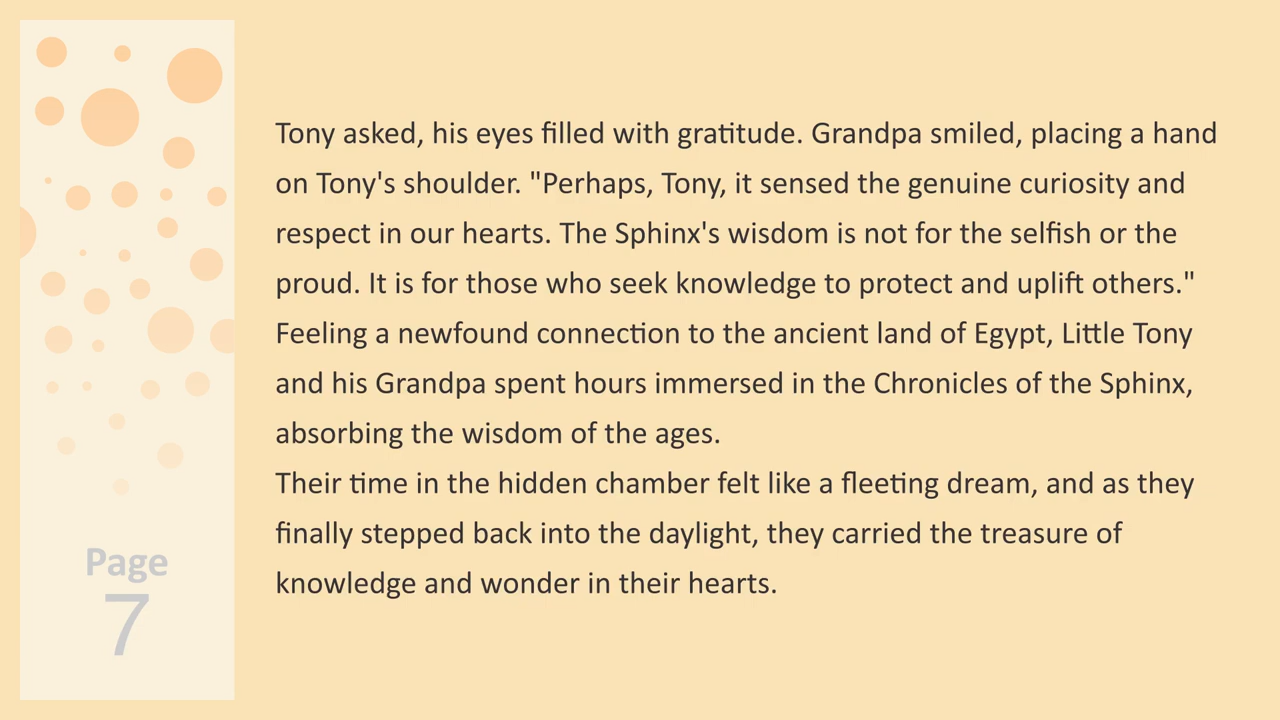 Tony asked, his eyes filled with gratitude. Grandpa smiled, placing a hand
on Tony's shoulder. "Perhaps, Tony, it sensed the genuine curiosity and
respect in our hearts. The Sphinx's wisdom is not for the selfish or the
proud. It is for those who seek knowledge to protect and uplift others."
Feeling a newfound connection to the ancient land of Egypt, Little Tony
and his Grandpa spent hours immersed in the Chronicles of the Sphinx,
absorbing the wisdom of the ages.
Their time in the hidden chamber felt like a fleeting dream, and as they
finally stepped back into the daylight, they carried the treasure of
knowledge and wonder in their hearts.
Page
7